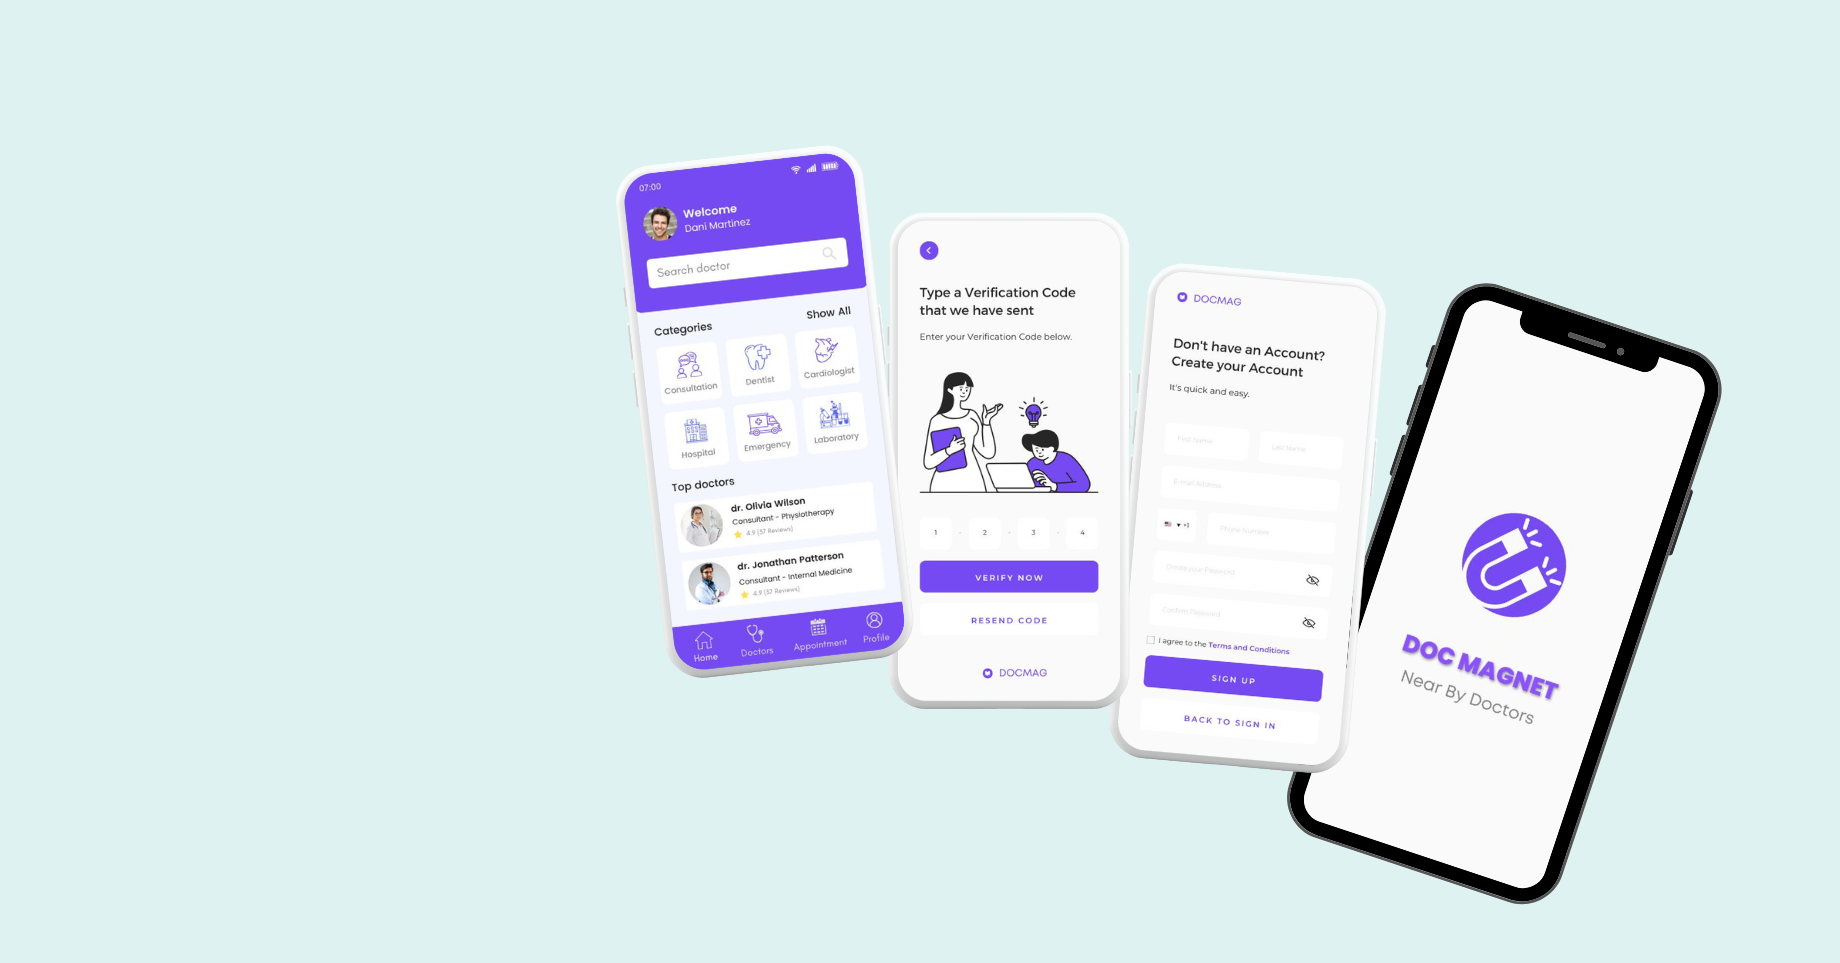 07:00
Welcome
Dani Martinez
Search doctor
Categories
Show All
Consultation
Dentist
Cardiologist
Hospital
Emergency
Laboratory
Top doctors
dr. Olivia Wilson
Consultant - Physiotherapy
4.9 (57 Reviews)
dr. Jonathan Patterson
Consultant - Internal Medicine
4.9 (57 Reviews)
Home
Doctors
Appointment
Profile
Type a Verification Code
that we have sent
Enter your Verification Code below.
1 - 2 - 3 - 4
VERIFY NOW
RESEND CODE
DOCMAG
DOCMAG
Don't have an Account?
Create your Account
It's quick and easy.
First Name
Last Name
E-mail Address
+1
Phone Number
Create your Password
Confirm Password
I agree to the Terms and Conditions
SIGN UP
BACK TO SIGN IN
DOC MAGNET
Near By Doctors